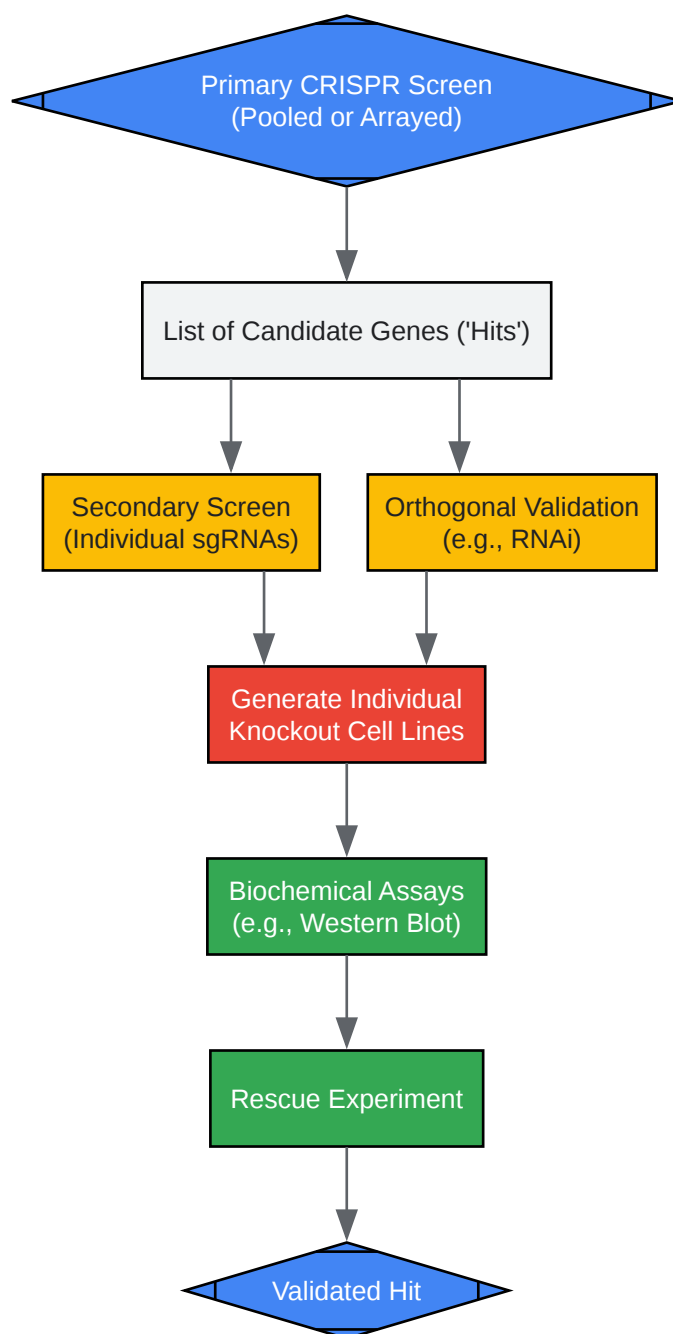 Primary CRISPR Screen
(Pooled or Arrayed)
List of Candidate Genes ('Hits')
Secondary Screen
(Individual sgRNAs)
Orthogonal Validation
(e.g., RNAi)
Generate Individual
Knockout Cell Lines
Biochemical Assays
(e.g., Western Blot)
Rescue Experiment
Validated Hit